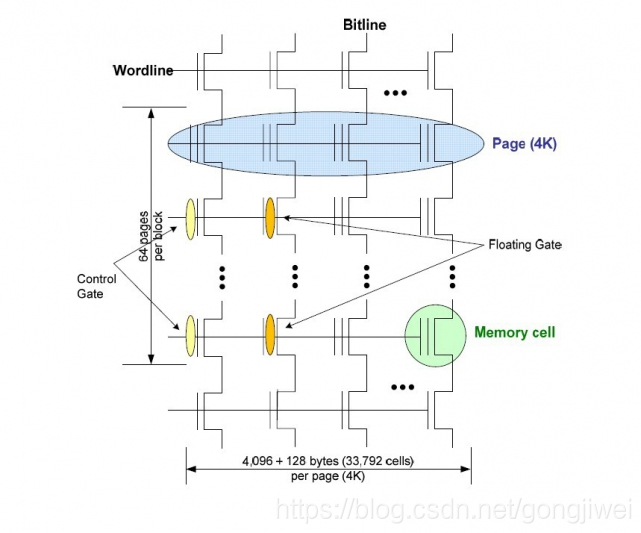 Bitline
Wordline
Page (4K)
64 pages
per block
Floating Gate
Control
Gate
Memory cell
4,096 + 128 bytes (33,792 cells)
per page (4K)
https://blog.csdn.net/gongjiwei